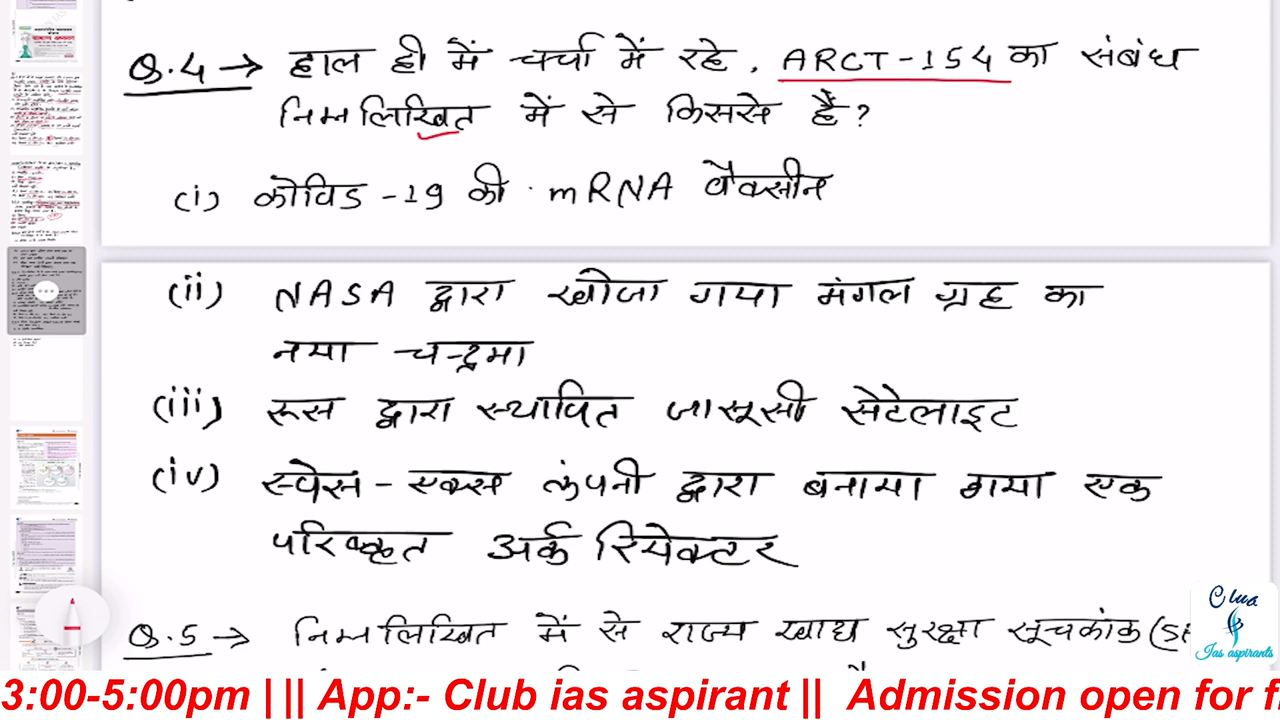 Q.4 → हाल ही में चर्चा में रहे, ARCT-154 का संबंध
निम्नलिखित में से किससे है?
(i) कोविड -19 की mRNA वैक्सीन
(ii) NASA द्वारा खोजा गया मंगल ग्रह का
नया चन्द्रमा
(iii) रूस द्वारा स्थापित जासूसी सेटेलाइट
(iv) स्पेस - एक्स कंपनी द्वारा बनाया गया एक
परिष्कृत अर्क रियेक्टर
Q.5 → निम्नलिखित में से राज्य खाद्य सुरक्षा सूचकांक
Club
Ias aspirants
3:00-5:00pm | || App:- Club ias aspirant || Admission open for f